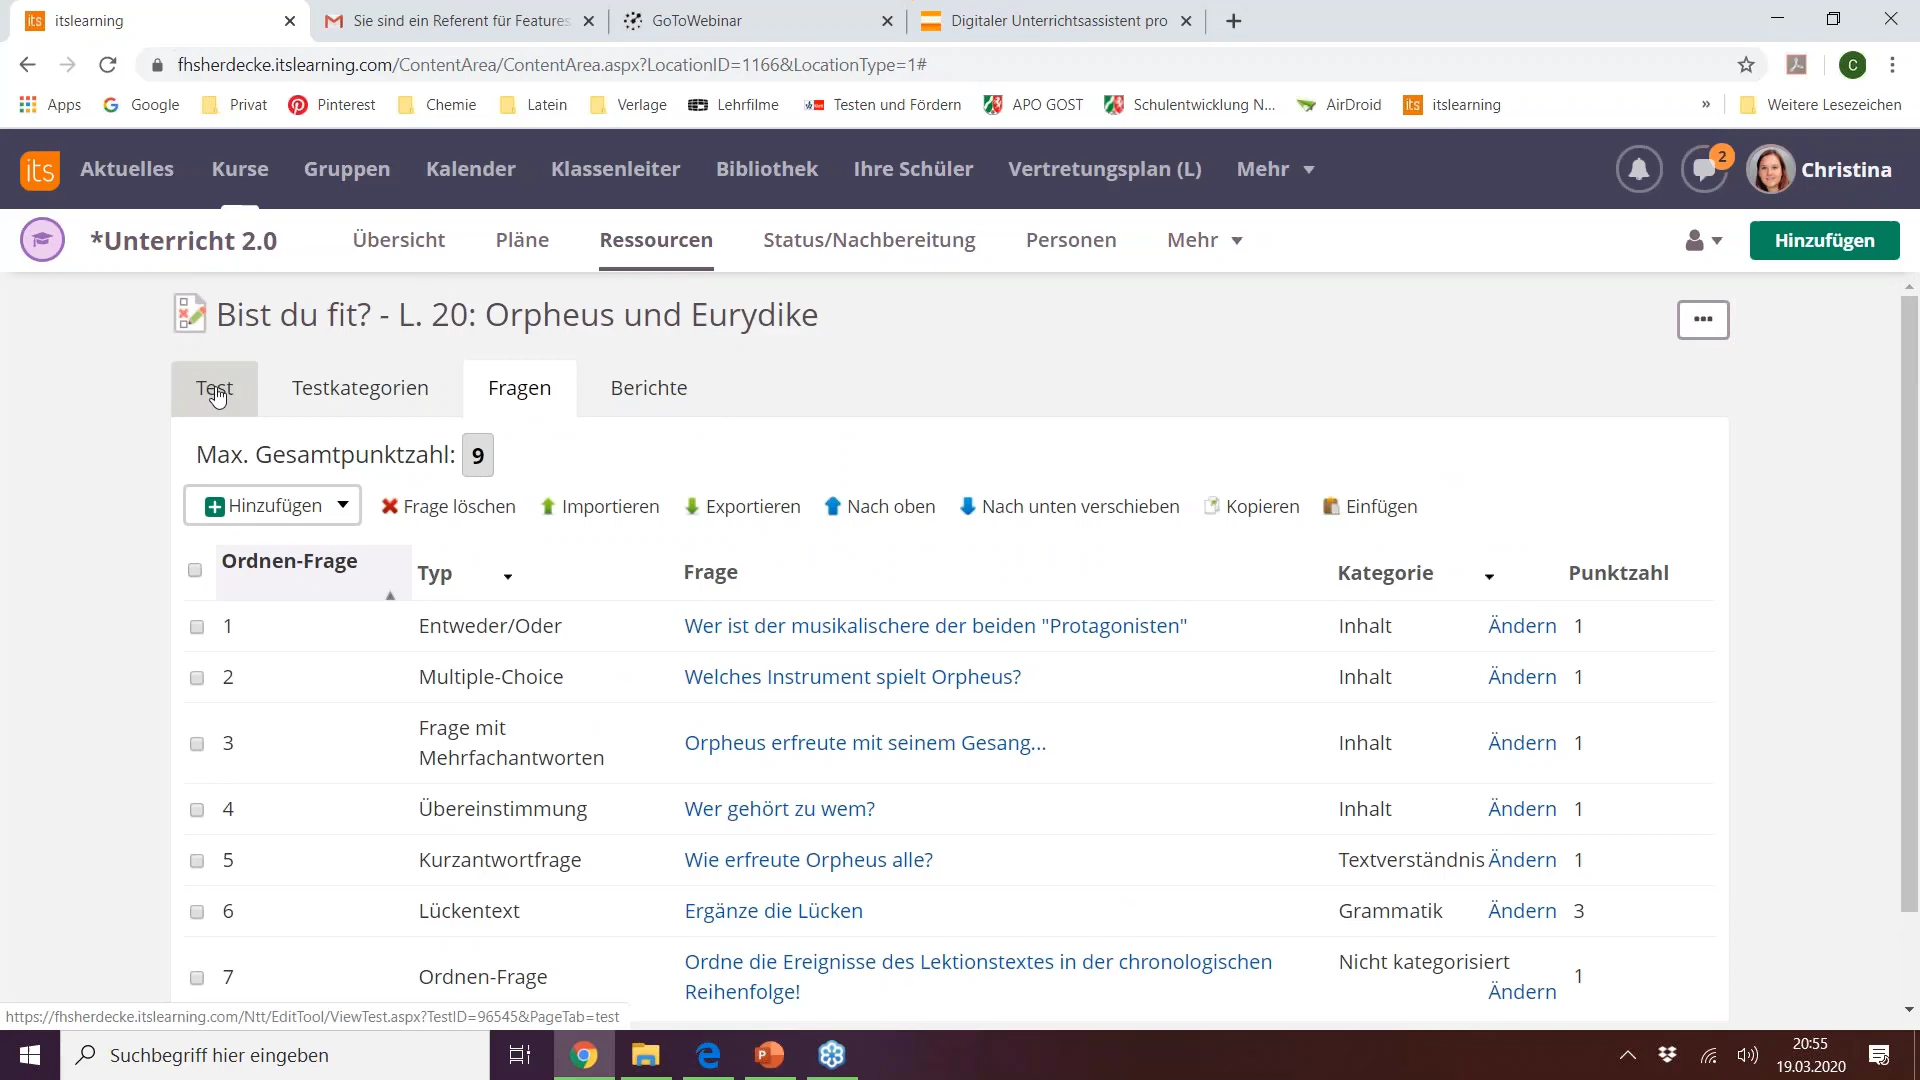 its itslearning
Sie sind ein Referent für Features
GoToWebinar
Digitaler Unterrichtsassistent pro
fhsherdecke.itslearning.com/ContentArea/ContentArea.aspx?LocationID=1166&LocationType=1#
C
Apps Google Privat Pinterest Chemie Latein Verlage Lehrfilme Testen und Fördern APO GOST Schulentwicklung N... AirDroid its itslearning » Weitere Lesezeichen
its Aktuelles Kurse Gruppen Kalender Klassenleiter Bibliothek Ihre Schüler Vertretungsplan (L) Mehr 2 Christina
*Unterricht 2.0 Übersicht Pläne Ressourcen Status/Nachbereitung Personen Mehr Hinzufügen
Bist du fit? - L. 20: Orpheus und Eurydike
Test Testkategorien Fragen Berichte
Max. Gesamtpunktzahl: 9
Hinzufügen Frage löschen Importieren Exportieren Nach oben Nach unten verschieben Kopieren Einfügen
Ordnen-Frage Typ Frage Kategorie Punktzahl
1 Entweder/Oder Wer ist der musikalischere der beiden "Protagonisten" Inhalt Ändern 1
2 Multiple-Choice Welches Instrument spielt Orpheus? Inhalt Ändern 1
3 Frage mit Mehrfachantworten Orpheus erfreute mit seinem Gesang... Inhalt Ändern 1
4 Übereinstimmung Wer gehört zu wem? Inhalt Ändern 1
5 Kurzantwortfrage Wie erfreute Orpheus alle? Textverständnis Ändern 1
6 Lückentext Ergänze die Lücken Grammatik Ändern 3
7 Ordnen-Frage Ordne die Ereignisse des Lektionstextes in der chronologischen Reihenfolge! Nicht kategorisiert Ändern 1
https://fhsherdecke.itslearning.com/Ntt/EditTool/ViewTest.aspx?TestID=96545&PageTab=test
Suchbegriff hier eingeben
20:55
19.03.2020